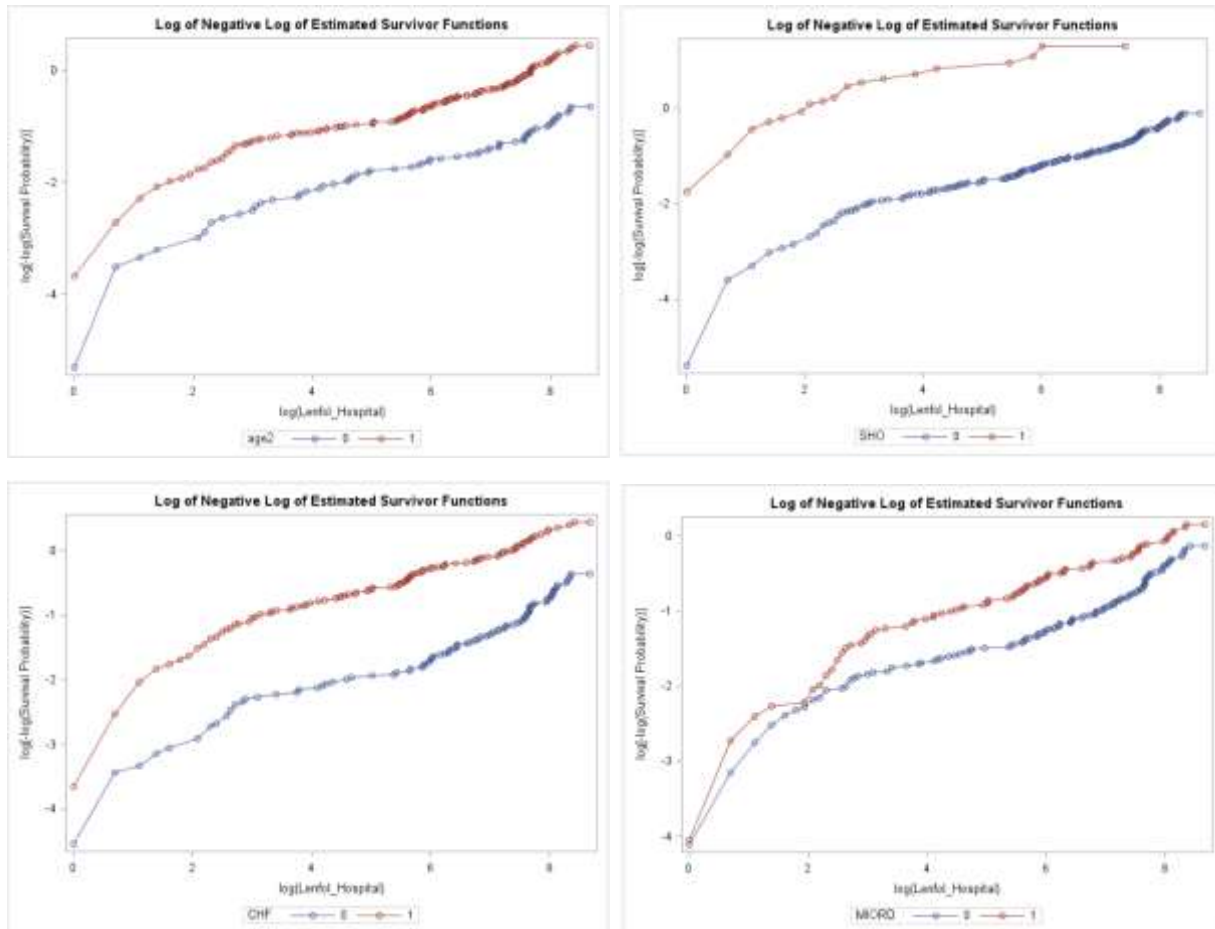 Log of Negative Log of Estimated Survivor Functions
log[-log(Survival Probability)]
0
-2
-4
0 2 4 6 8
log(Lenfol_Hospital)
age2 0 1
Log of Negative Log of Estimated Survivor Functions
log[-log(Survival Probability)]
0
-2
-4
0 2 4 6 8
log(Lenfol_Hospital)
SHO 0 1
Log of Negative Log of Estimated Survivor Functions
log[-log(Survival Probability)]
0
-1
-2
-3
-4
0 2 4 6 8
log(Lenfol_Hospital)
CHF 0 1
Log of Negative Log of Estimated Survivor Functions
log[-log(Survival Probability)]
0
-1
-2
-3
-4
0 2 4 6 8
log(Lenfol_Hospital)
MIORD 0 1